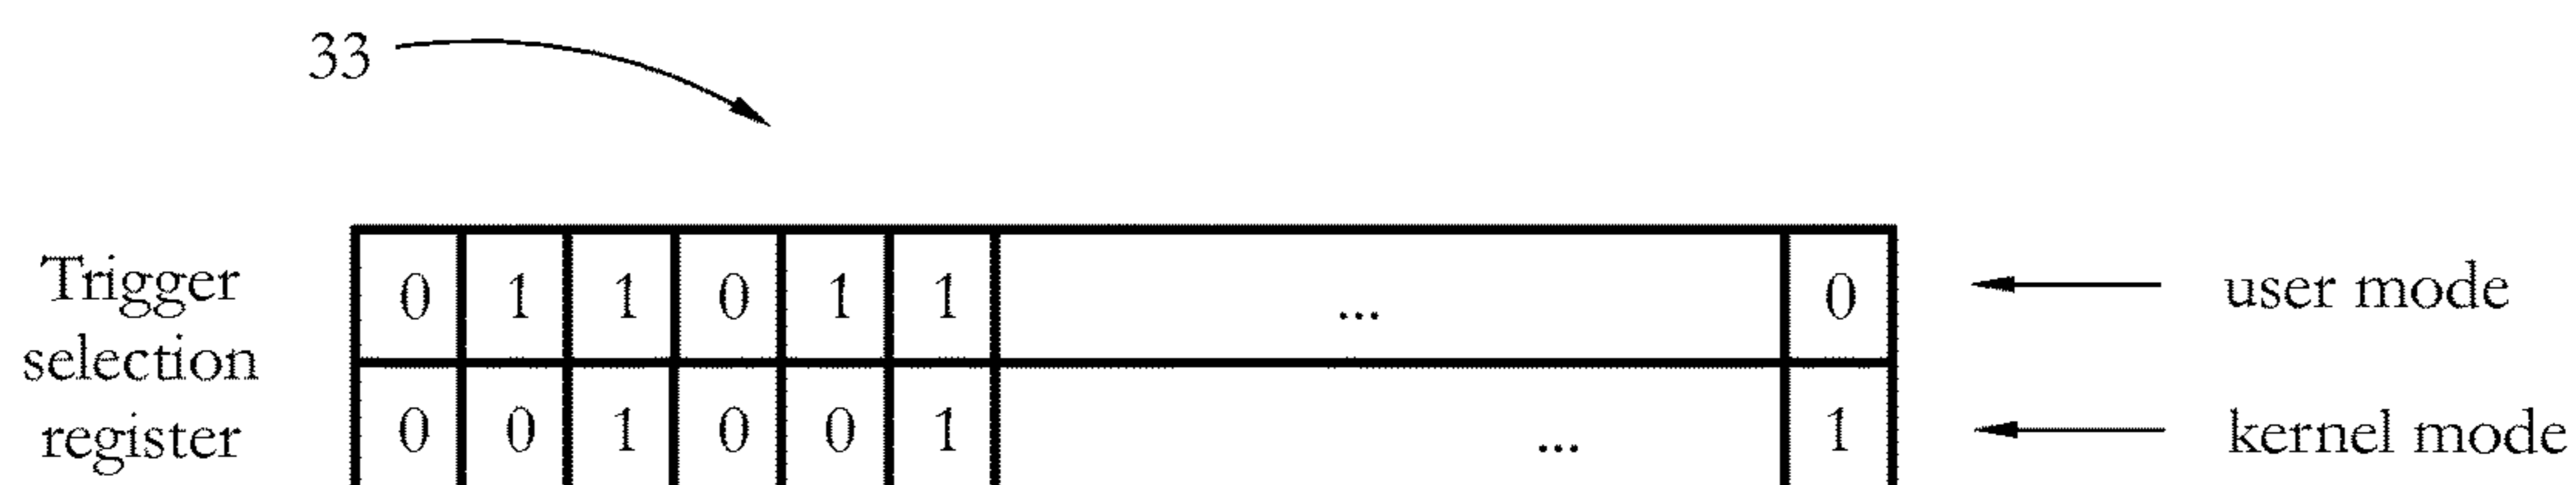 33
Trigger
selection
register
0 1 1 0 1 1 ... 0
user mode
0 0 1 0 0 1 ... 1
kernel mode